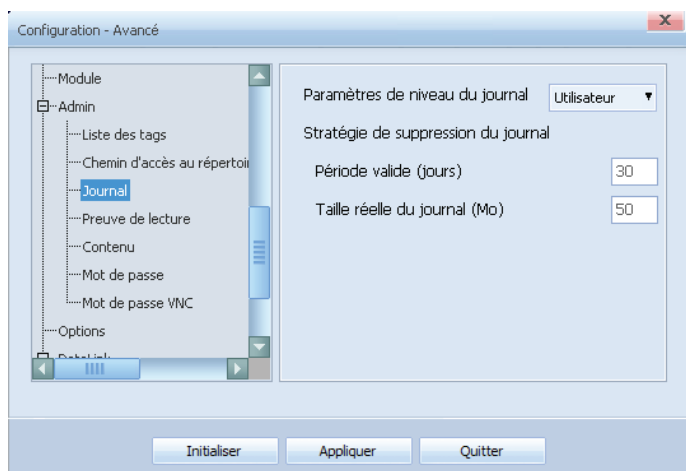 Configuration - Avancé
x
Module
Admin
Liste des tags
Chemin d'accès au répertoir
Journal
Preuve de lecture
Contenu
Mot de passe
Mot de passe VNC
Options
DataLink
Paramètres de niveau du journal Utilisateur
Stratégie de suppression du journal
Période valide (jours) 30
Taille réelle du journal (Mo) 50
Initialiser Appliquer Quitter